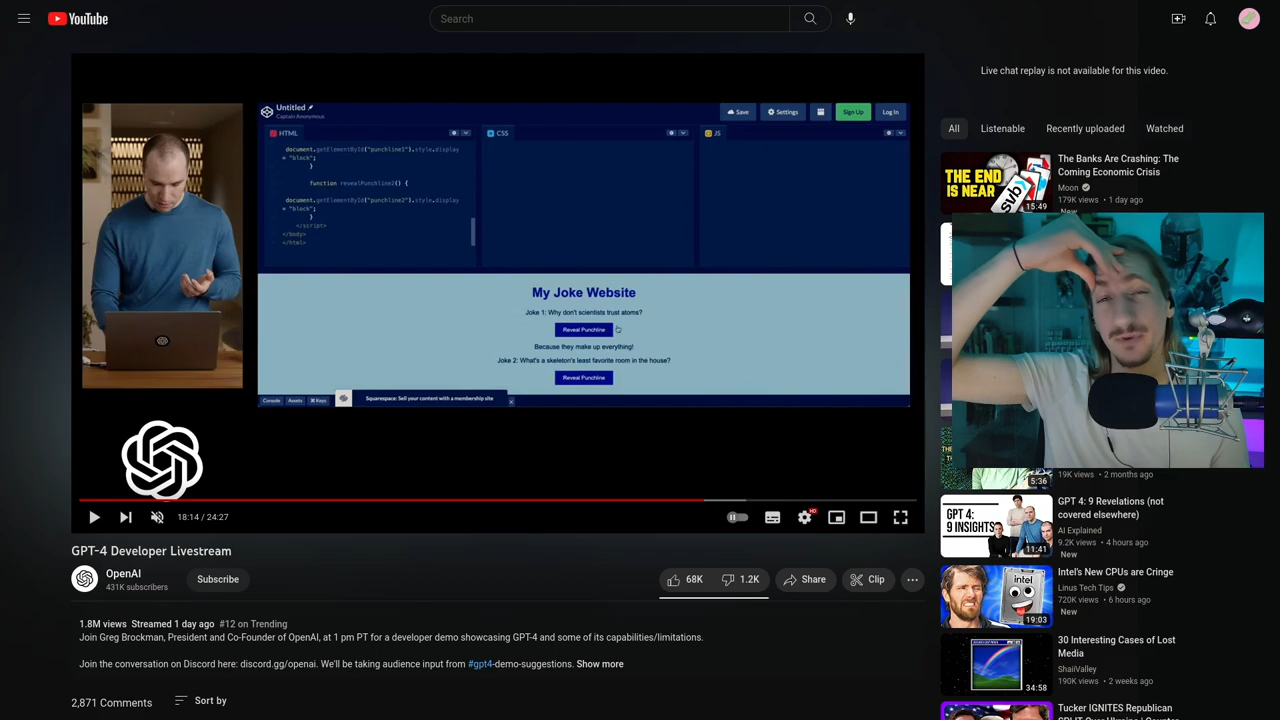 YouTube
Search
Untitled
Captain Anonymous
Save
Settings
Sign Up
Log In
HTML
CSS
JS
document.getElementById("punchline1").style.display
= "block";
}
function revealPunchline2() {
document.getElementById("punchline2").style.display
= "block";
}
</script>
</body>
</html>
My Joke Website
Joke 1: Why don't scientists trust atoms?
Reveal Punchline
Because they make up everything!
Joke 2: What's a skeleton's least favorite room in the house?
Reveal Punchline
Console
Assets
⌘ Keys
Squarespace: Sell your content with a membership site
18:14 / 24:27
HD
GPT-4 Developer Livestream
OpenAI
431K subscribers
Subscribe
68K
1.2K
Share
Clip
1.8M views Streamed 1 day ago #12 on Trending
Join Greg Brockman, President and Co-Founder of OpenAI, at 1 pm PT for a developer demo showcasing GPT-4 and some of its capabilities/limitations.
Join the conversation on Discord here: discord.gg/openai. We'll be taking audience input from #gpt4-demo-suggestions. Show more
2,871 Comments
Sort by
Live chat replay is not available for this video.
All
Listenable
Recently uploaded
Watched
THE END
IS NEAR
svb
15:49
The Banks Are Crashing: The
Coming Economic Crisis
Moon
179K views • 1 day ago
New
19K views • 2 months ago
5:36
GPT 4:
9 INSIGHTS
11:41
GPT 4: 9 Revelations (not
covered elsewhere)
AI Explained
9.2K views • 4 hours ago
New
intel
19:03
Intel's New CPUs are Cringe
Linus Tech Tips
720K views • 6 hours ago
New
34:58
30 Interesting Cases of Lost
Media
ShaiiValley
190K views • 2 weeks ago
Tucker IGNITES Republican